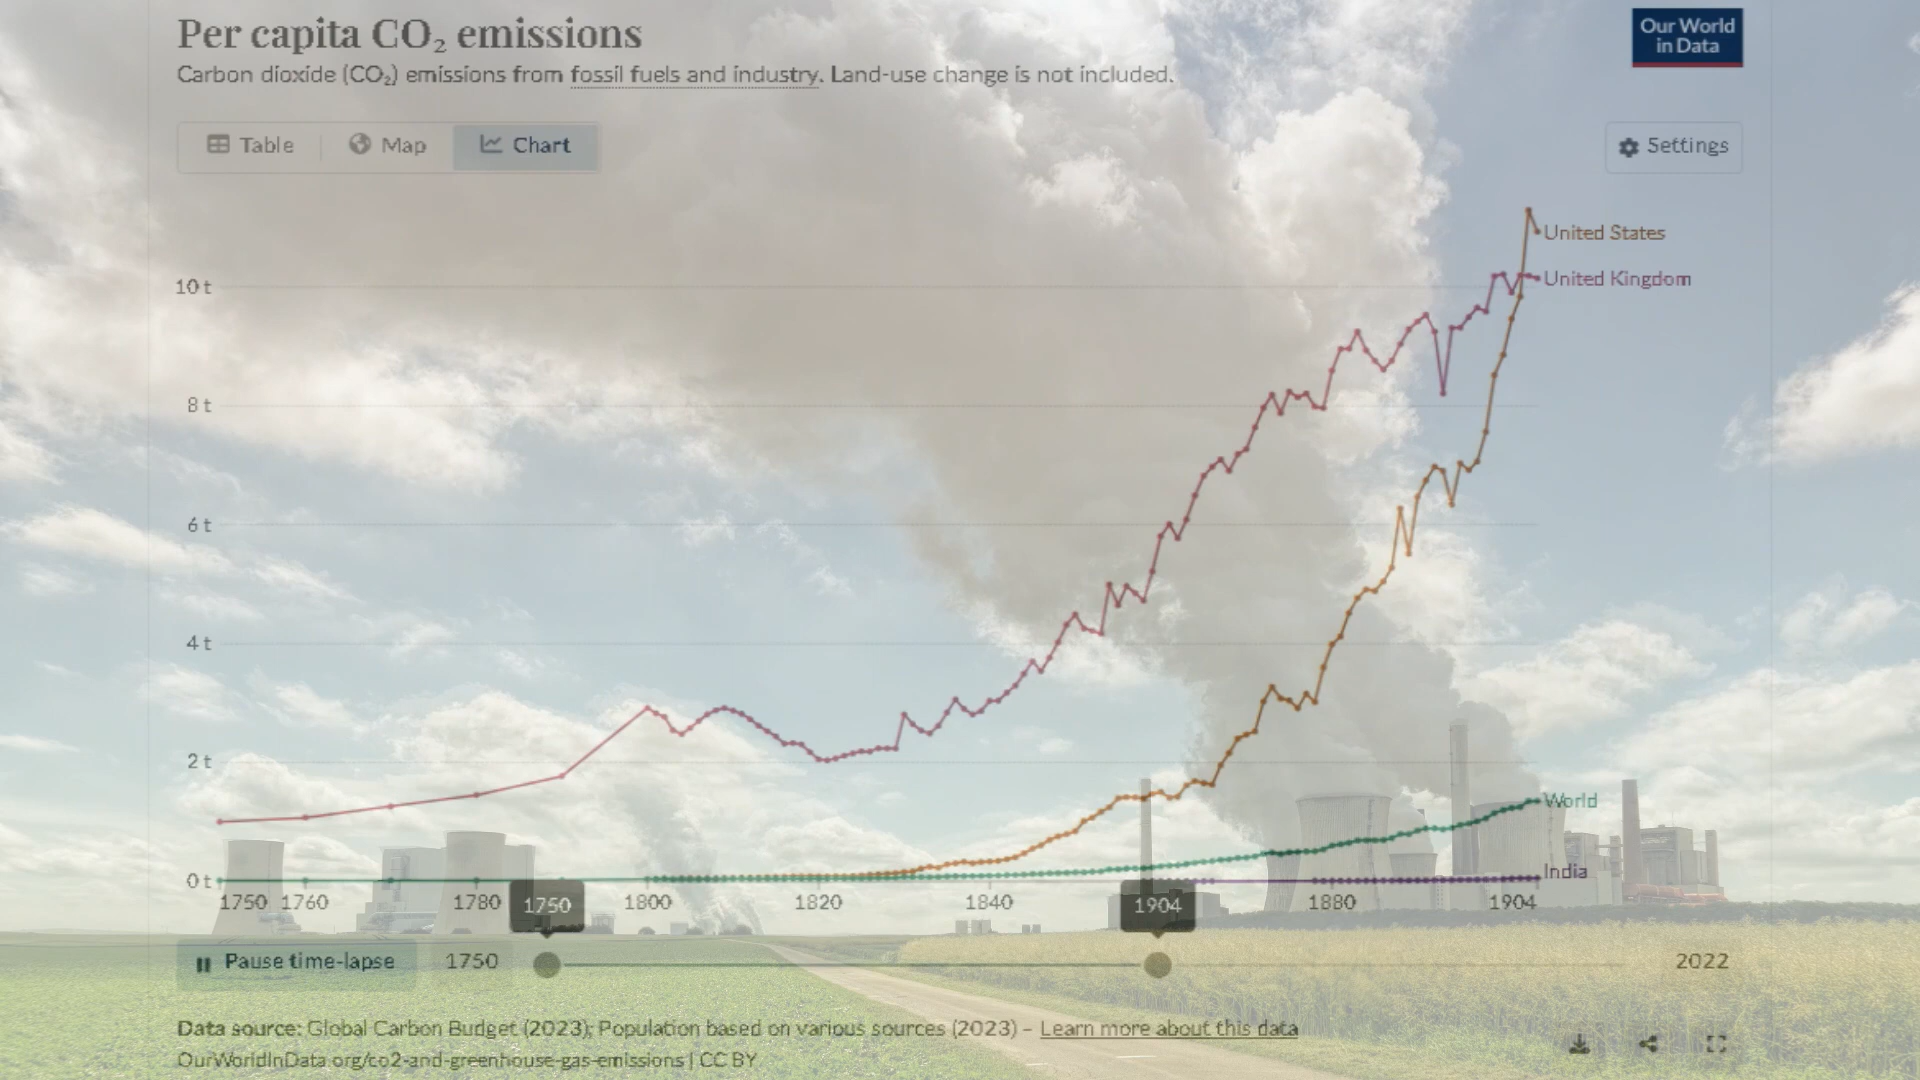 Per capita CO₂ emissions
Carbon dioxide (CO₂) emissions from fossil fuels and industry. Land-use change is not included.
Our World
in Data
Table
Map
Chart
Settings
United States
United Kingdom
10 t
8 t
6 t
4 t
2 t
World
India
0 t
1750 1760 1780 1800 1820 1840 1880 1904
1750
1904
Pause time-lapse
1750
2022
Data source: Global Carbon Budget (2023); Population based on various sources (2023) – Learn more about this data
OurWorldInData.org/co2-and-greenhouse-gas-emissions | CC BY